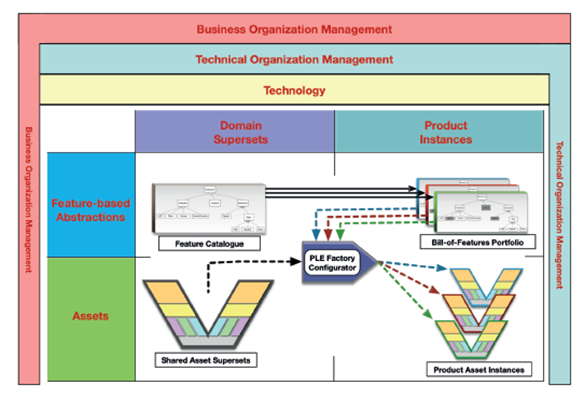 Business Organization Management
Technical Organization Management
Technology
Business Organization Management
Technical Organization Management
Domain
Supersets
Product
Instances
Feature-based
Abstractions
Feature Catalogue
Bill-of-Features Portfolio
PLE Factory
Configurator
Assets
Shared Asset Supersets
Product Asset Instances